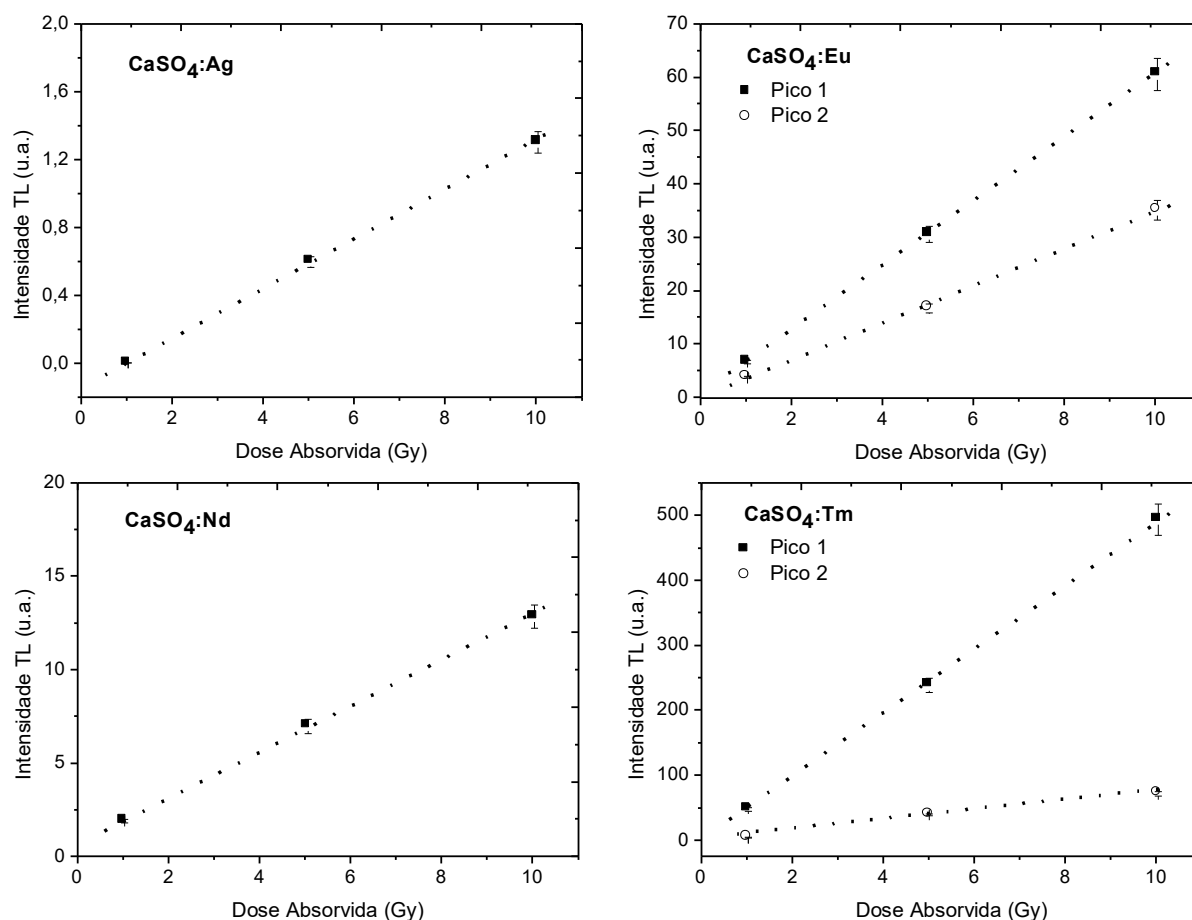 CaSO4:Ag
2,0
1,6
1,2
0,8
0,4
0,0
Intensidade TL (u.a.)
0 2 4 6 8 10
Dose Absorvida (Gy)
CaSO4:Eu
Pico 1
Pico 2
70
60
50
40
30
20
10
0
Intensidade TL (u.a.)
0 2 4 6 8 10
Dose Absorvida (Gy)
CaSO4:Nd
20
15
10
5
0
Intensidade TL (u.a.)
0 2 4 6 8 10
Dose Absorvida (Gy)
CaSO4:Tm
Pico 1
Pico 2
500
400
300
200
100
0
Intensidade TL (u.a.)
0 2 4 6 8 10
Dose Absorvida (Gy)